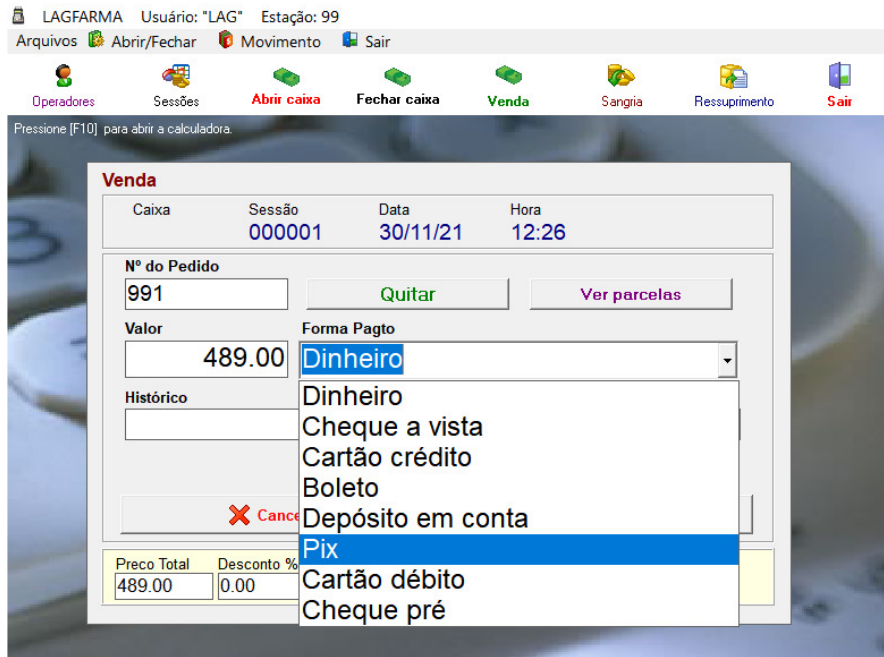 LAGFARMA Usuário: "LAG" Estação: 99
Arquivos Abrir/Fechar Movimento Sair
Operadores Sessões Abrir caixa Fechar caixa Venda Sangria Ressuprimento Sair
Pressione [F10] para abrir a calculadora.
Venda
Caixa Sessão Data Hora
000001 30/11/21 12:26
Nº do Pedido
991 Quitar Ver parcelas
Valor Forma Pagto
489.00 Dinheiro
Histórico
Dinheiro
Cheque a vista
Cartão crédito
Boleto
Depósito em conta
Pix
Cartão débito
Cheque pré
Preco Total Desconto %
489.00 0.00